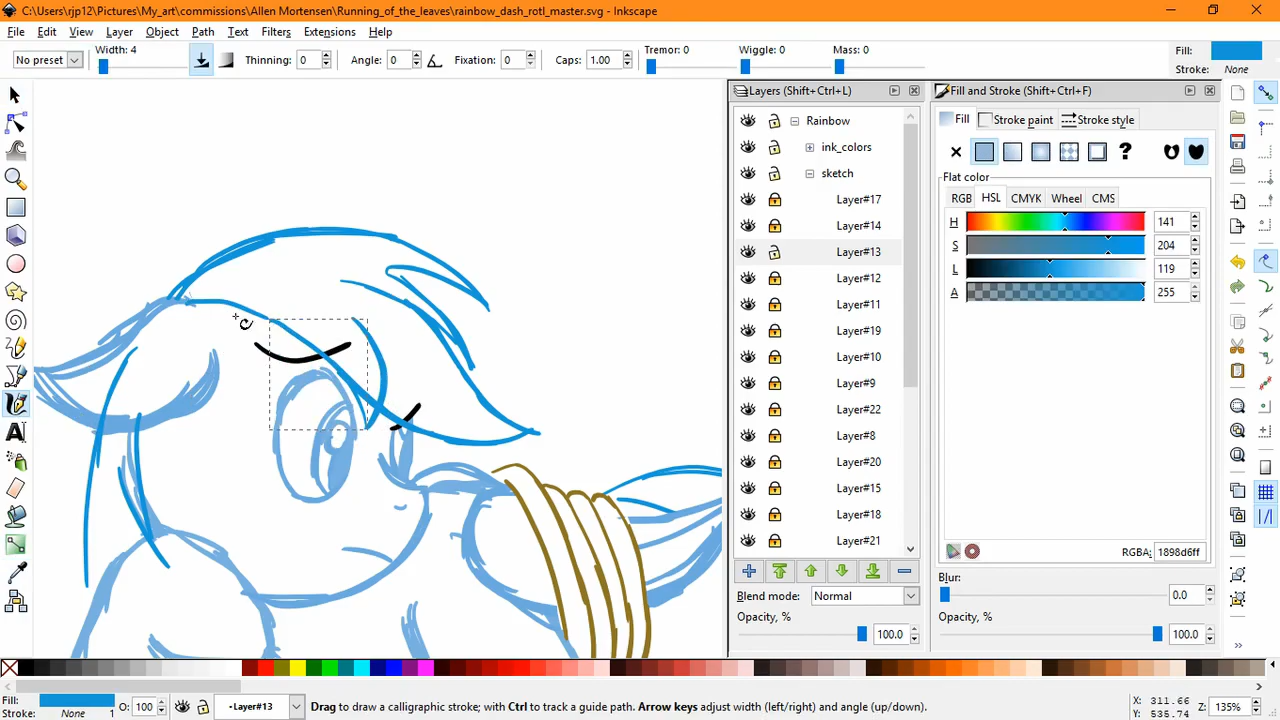 C:\Users\rjp12\Pictures\My_art\commissions\Allen Mortensen\Running_of_the_leaves\rainbow_dash_rotl_master.svg - Inkscape
File Edit View Layer Object Path Text Filters Extensions Help
No preset Width: 4 Thinning: 0 Angle: 0 Fixation: 0 Caps: 1.00 Tremor: 0 Wiggle: 0 Mass: 0 Fill:
Stroke: None
Layers (Shift+Ctrl+L)
Rainbow
ink_colors
sketch
Layer#17
Layer#14
Layer#13
Layer#12
Layer#11
Layer#19
Layer#10
Layer#9
Layer#22
Layer#8
Layer#20
Layer#15
Layer#18
Layer#21
Blend mode: Normal
Opacity, %
100.0
Fill and Stroke (Shift+Ctrl+F)
Fill Stroke paint Stroke style
?
Flat color
RGB HSL CMYK Wheel CMS
H 141
S 204
L 119
A 255
RGBA: 1898d6ff
Blur:
0.0
Opacity, %
100.0
Fill: O: 100 Layer#13 Drag to draw a calligraphic stroke; with Ctrl to track a guide path. Arrow keys adjust width (left/right) and angle (up/down). X: 311.66 Z: 135%
Stroke: None 1 Y: 535.74